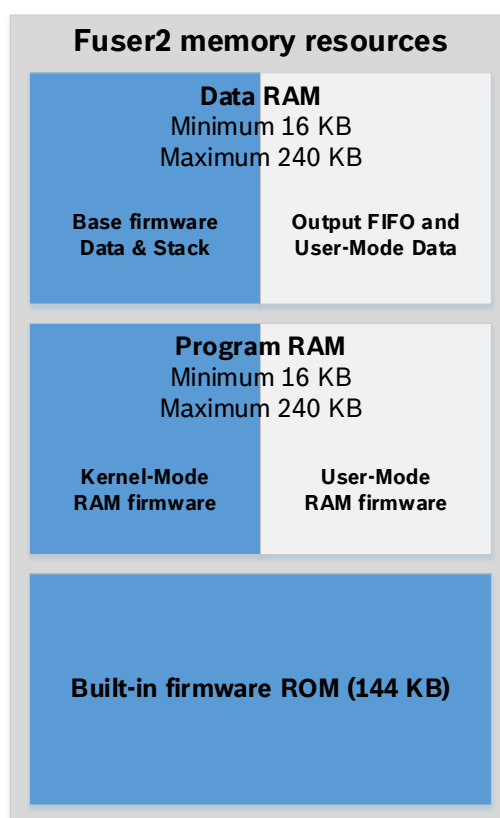 Fuser2 memory resources
Data RAM
Minimum 16 KB
Maximum 240 KB
Base firmware
Data & Stack
Output FIFO and
User-Mode Data
Program RAM
Minimum 16 KB
Maximum 240 KB
Kernel-Mode
RAM firmware
User-Mode
RAM firmware
Built-in firmware ROM (144 KB)